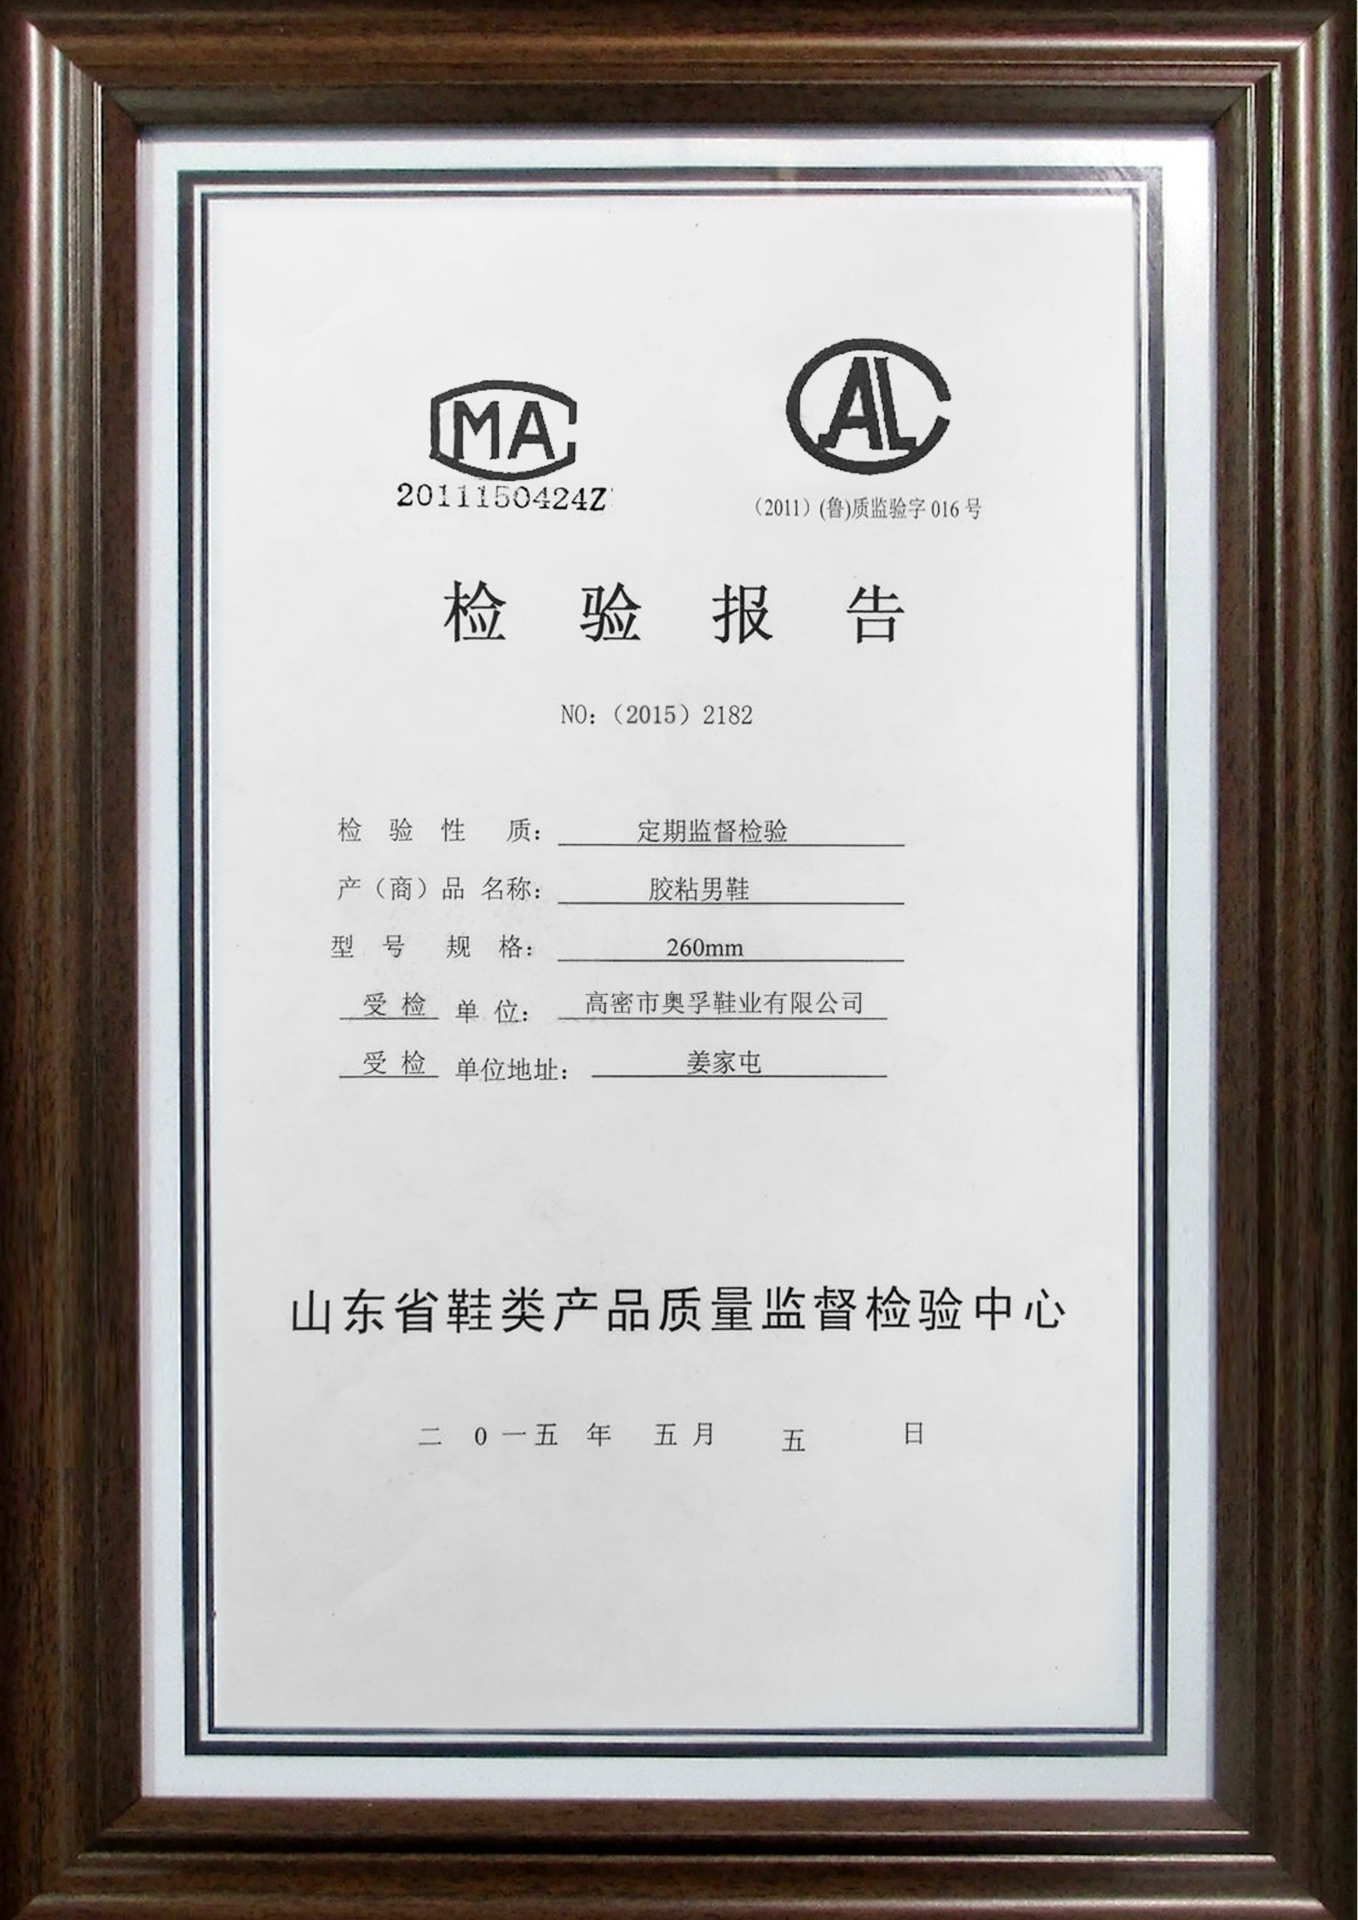 CMA
CAL
2011150424Z
（2011）(鲁)质监验字 016 号
检 验 报 告
NO:（2015）2182
检 验 性 质： 定期监督检验
产（商）品 名称： 胶粘男鞋
型 号 规 格： 260mm
受 检 单 位： 高密市奥孚鞋业有限公司
受 检 单位地址： 姜家屯
山东省鞋类产品质量监督检验中心
二 0 一五 年 五 月 五 日